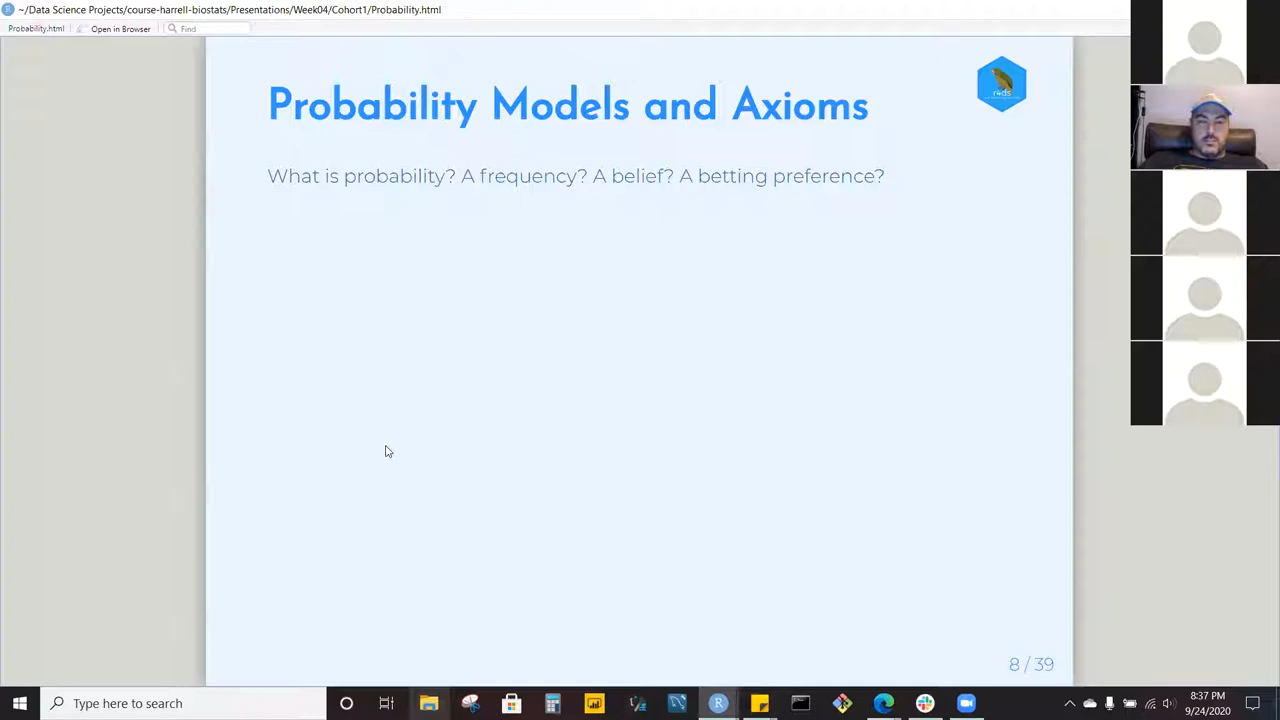 ~/Data Science Projects/course-harrell-biostats/Presentations/Week04/Cohort1/Probability.html
Probability.html
Open in Browser
Find
Probability Models and Axioms
r4ds
What is probability? A frequency? A belief? A betting preference?
8 / 39
Type here to search
8:37 PM
9/24/2020